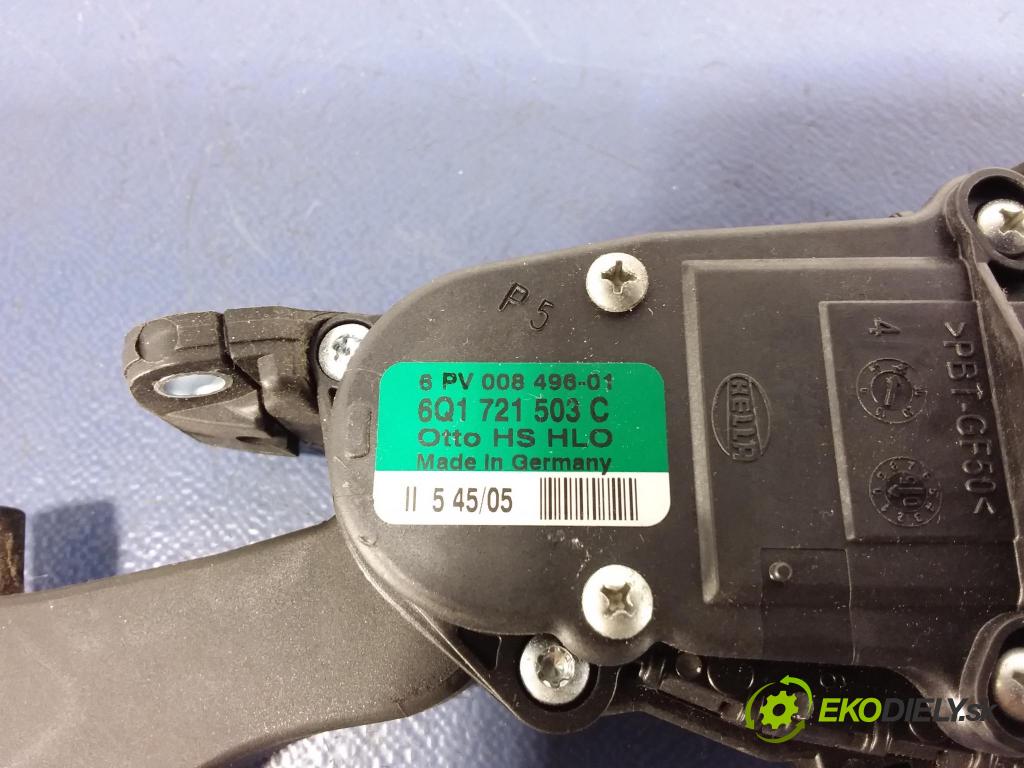 P5
6 PV 008 496-01
6Q1 721 503 C
Otto HS HLO
Made in Germany
II 5 45/05
HELLA
4
>PBT-GF50<
EKODIELY.sk